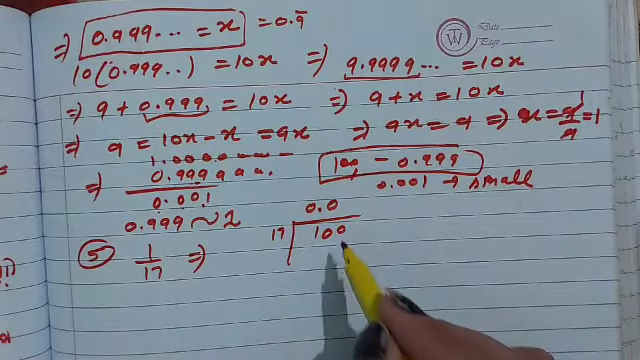 ⇒ 0.999... = x = 0.9̄
Date
Page
10(0.999...) = 10x ⇒ 9.9999... = 10x
⇒ 9 + 0.999 = 10x ⇒ 9 + x = 10x
⇒ 9 = 10x - x = 9x ⇒ 9x = 9 ⇒ x = 9/9 = 1
1.0000
⇒ 0.999999..
0.001
- 0.999
0.001 → small
0.999 ~ 1
0.0
⑤ 1/17 ⇒ 17 100